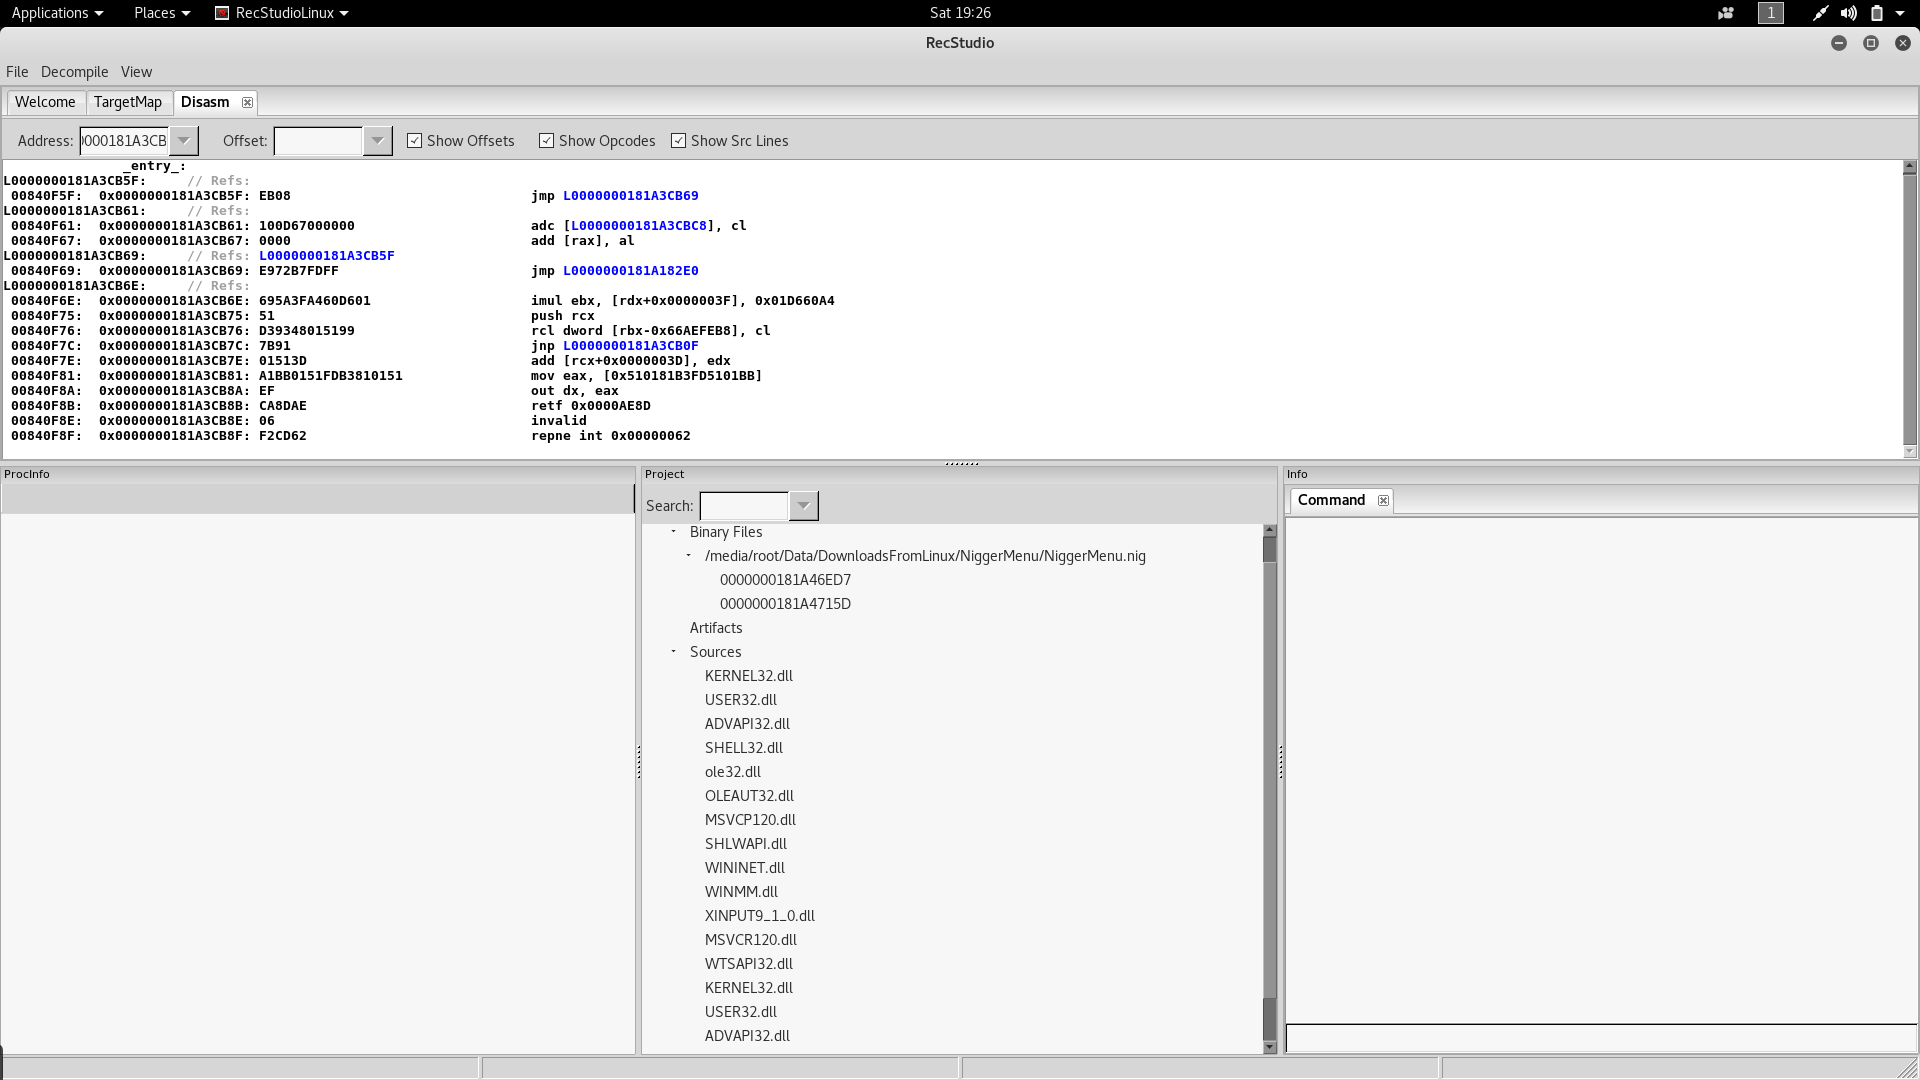 Applications Places RecStudioLinux Sat 19:26 1
RecStudio
File Decompile View
Welcome TargetMap Disasm
Address: 0000181A3CB Offset: Show Offsets Show Opcodes Show Src Lines
_entry_:
L0000000181A3CB5F: // Refs:
00840F5F: 0x0000000181A3CB5F: EB08 jmp L0000000181A3CB69
L0000000181A3CB61: // Refs:
00840F61: 0x0000000181A3CB61: 100D67000000 adc [L0000000181A3CBC8], cl
00840F67: 0x0000000181A3CB67: 0000 add [rax], al
L0000000181A3CB69: // Refs: L0000000181A3CB5F
00840F69: 0x0000000181A3CB69: E972B7FDFF jmp L0000000181A182E0
L0000000181A3CB6E: // Refs:
00840F6E: 0x0000000181A3CB6E: 695A3FA460D601 imul ebx, [rdx+0x0000003F], 0x01D660A4
00840F75: 0x0000000181A3CB75: 51 push rcx
00840F76: 0x0000000181A3CB76: D39348015199 rcl dword [rbx-0x66AEFEB8], cl
00840F7C: 0x0000000181A3CB7C: 7B91 jnp L0000000181A3CB0F
00840F7E: 0x0000000181A3CB7E: 01513D add [rcx+0x0000003D], edx
00840F81: 0x0000000181A3CB81: A1BB0151FDB3810151 mov eax, [0x510181B3FD5101BB]
00840F8A: 0x0000000181A3CB8A: EF out dx, eax
00840F8B: 0x0000000181A3CB8B: CA8DAE retf 0x0000AE8D
00840F8E: 0x0000000181A3CB8E: 06 invalid
00840F8F: 0x0000000181A3CB8F: F2CD62 repne int 0x00000062
ProcInfo
Project
Search:
Binary Files
/media/root/Data/DownloadsFromLinux/NiggerMenu/NiggerMenu.nig
0000000181A46ED7
0000000181A4715D
Artifacts
Sources
KERNEL32.dll
USER32.dll
ADVAPI32.dll
SHELL32.dll
ole32.dll
OLEAUT32.dll
MSVCP120.dll
SHLWAPI.dll
WININET.dll
WINMM.dll
XINPUT9_1_0.dll
MSVCR120.dll
WTSAPI32.dll
KERNEL32.dll
USER32.dll
ADVAPI32.dll
Info
Command